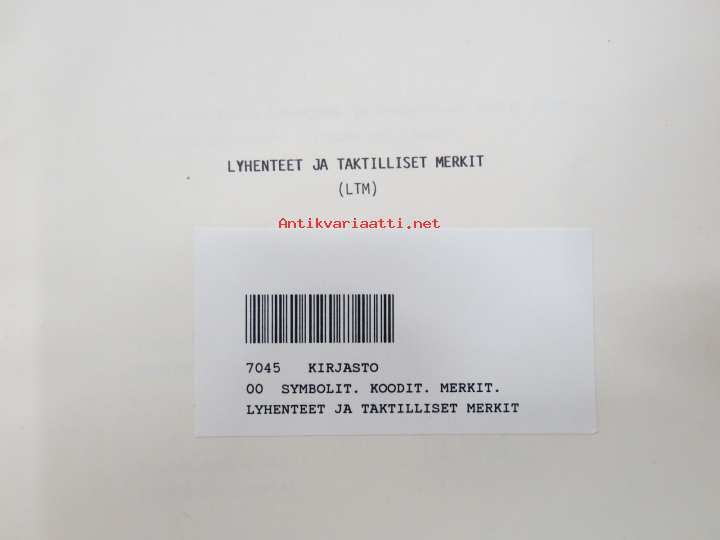 LYHENTEET JA TAKTILLISET MERKIT
(LTM)
Antikvariaatti.net
7045 KIRJASTO
00 SYMBOLIT. KOODIT. MERKIT.
LYHENTEET JA TAKTILLISET MERKIT